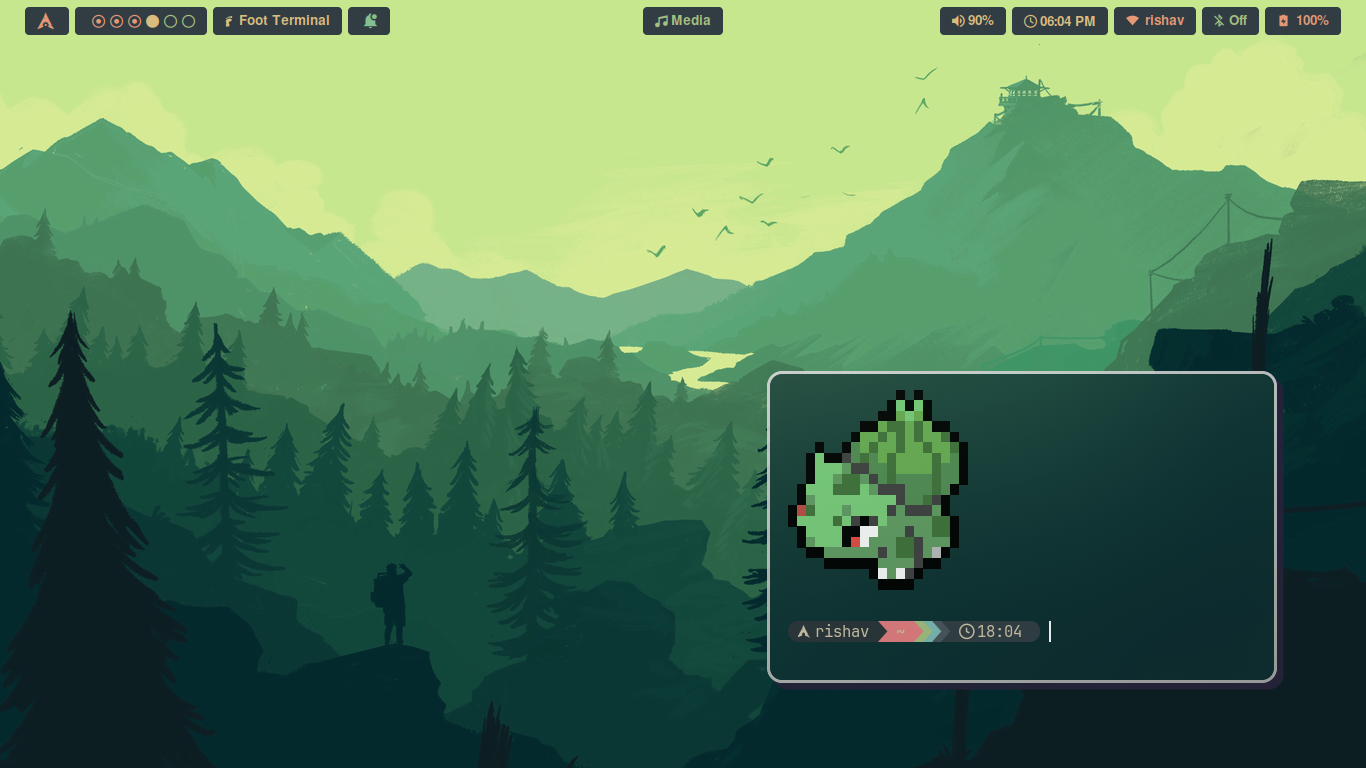 Foot Terminal
Media
90%
06:04 PM
rishav
Off
100%
rishav ~ 18:04